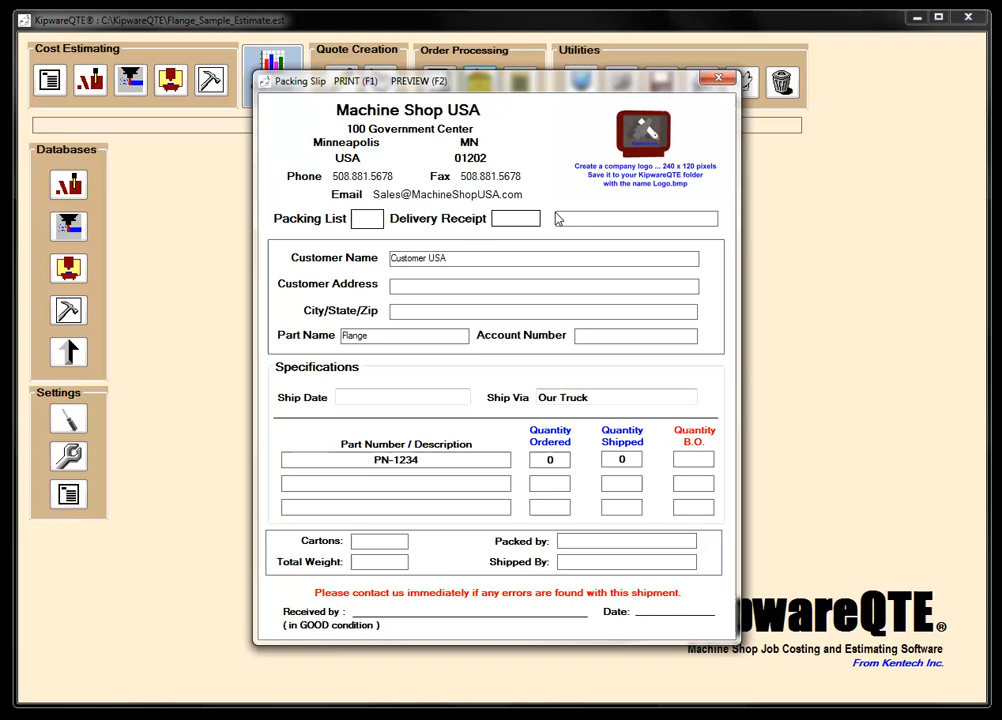 KipwareQTE® : C:\KipwareQTE\Flange_Sample_Estimate.est
Cost Estimating
Quote Creation
Order Processing
Utilities
Databases
Settings
Packing Slip PRINT (F1) PREVIEW (F2)
Machine Shop USA
100 Government Center
Minneapolis MN
USA 01202
Phone 508.881.5678 Fax 508.881.5678
Email Sales@MachineShopUSA.com
Create a company logo ... 240 x 120 pixels
Save it to your KipwareQTE folder
with the name Logo.bmp
Packing List Delivery Receipt
Customer Name Customer USA
Customer Address
City/State/Zip
Part Name Flange Account Number
Specifications
Ship Date Ship Via Our Truck
Part Number / Description Quantity Ordered Quantity Shipped Quantity B.O.
PN-1234 0 0
Cartons: Packed by:
Total Weight: Shipped By:
Please contact us immediately if any errors are found with this shipment.
Received by : Date:
( in GOOD condition )
pwareQTE®
Machine Shop Job Costing and Estimating Software
From Kentech Inc.